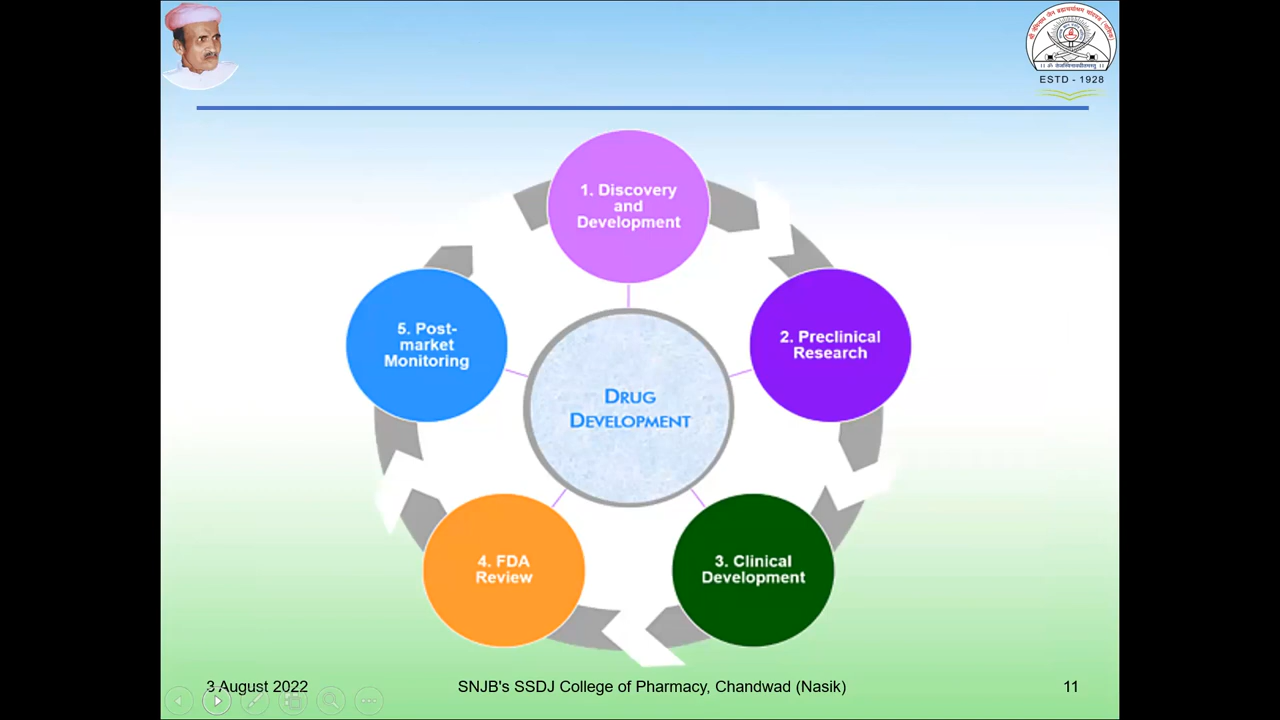 ESTD - 1928
1. Discovery
and
Development
2. Preclinical
Research
3. Clinical
Development
4. FDA
Review
5. Post-
market
Monitoring
DRUG
DEVELOPMENT
3 August 2022
SNJB's SSDJ College of Pharmacy, Chandwad (Nasik)
11